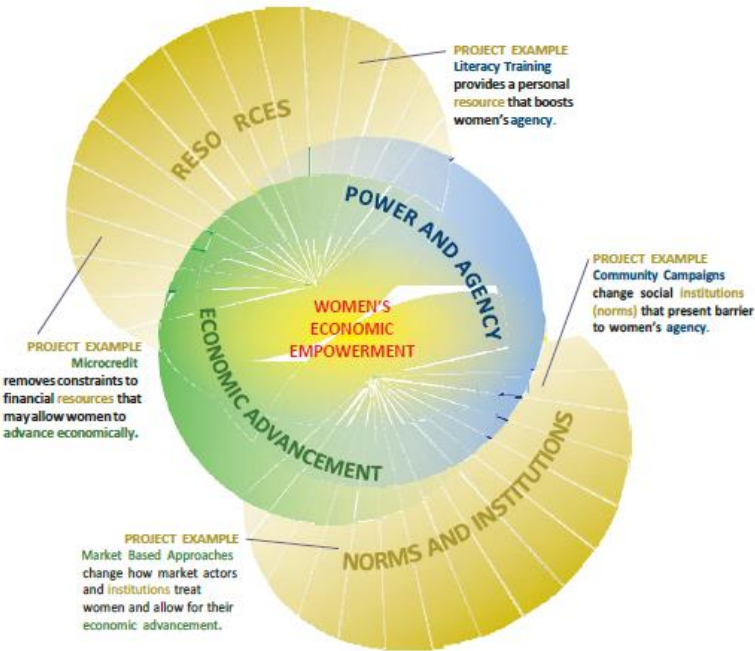 PROJECT EXAMPLE
Literacy Training
provides a personal
resource that boosts
women's agency.
RESO RCES
POWER AND AGENCY
PROJECT EXAMPLE
Community Campaigns
change social institutions
(norms) that present barrier
to women's agency.
WOMEN'S
ECONOMIC
EMPOWERMENT
ECONOMIC ADVANCEMENT
PROJECT EXAMPLE
Microcredit
removes constraints to
financial resources that
may allow women to
advance economically.
NORMS AND INSTITUTIONS
PROJECT EXAMPLE
Market Based Approaches
change how market actors
and institutions treat
women and allow for their
economic advancement.